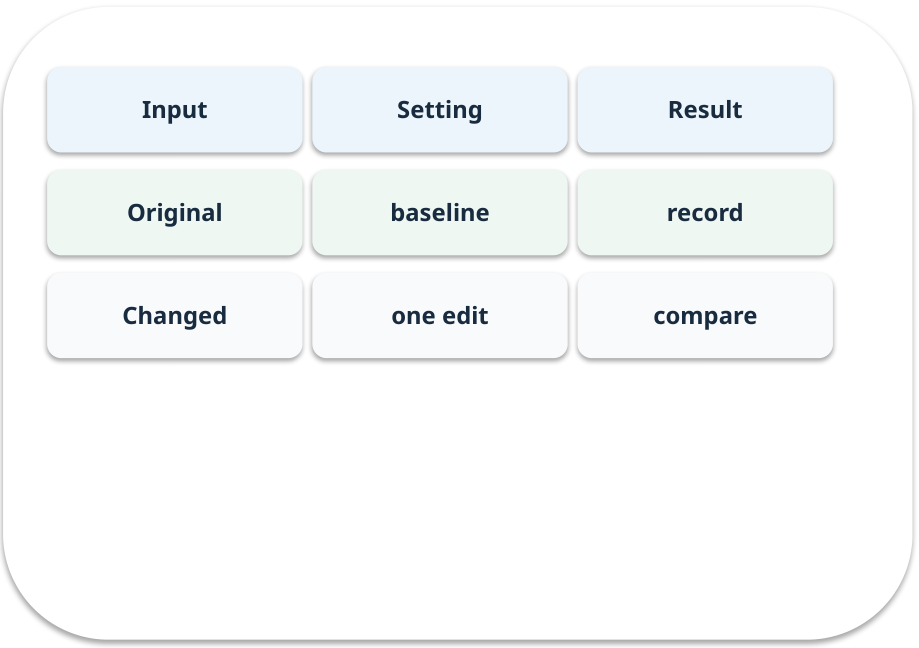 Input Setting Result
Original baseline record
Changed one edit compare